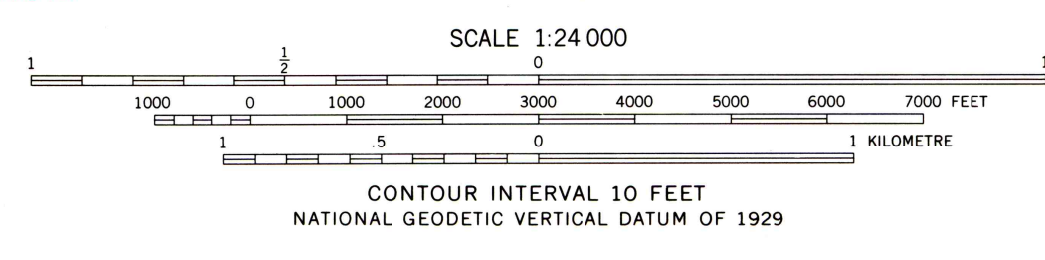 SCALE 1:24 000
1 1/2 0 1
1000 0 1000 2000 3000 4000 5000 6000 7000 FEET
1 .5 0 1 KILOMETRE
CONTOUR INTERVAL 10 FEET
NATIONAL GEODETIC VERTICAL DATUM OF 1929